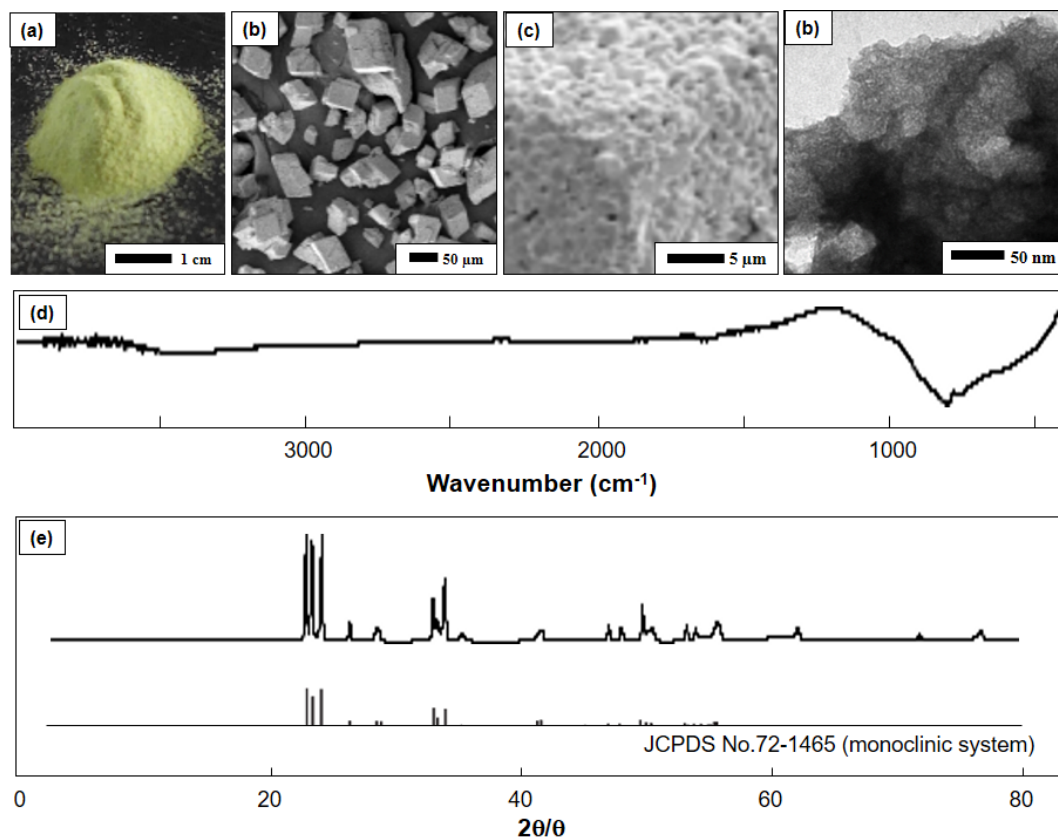 (a)
(b)
(c)
(b)
1 cm
50 µm
5 µm
50 nm
(d)
3000
2000
1000
Wavenumber (cm-1)
(e)
JCPDS No.72-1465 (monoclinic system)
0
20
40
60
80
2θ/θ